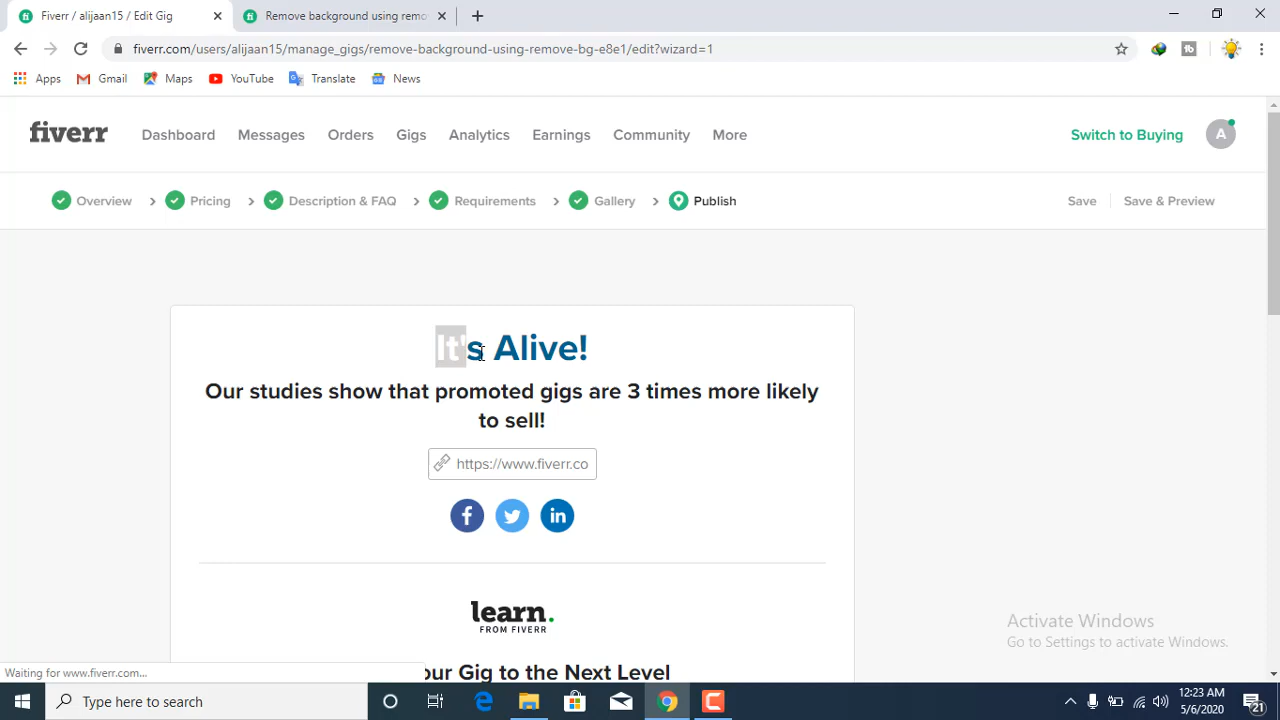 Fiverr / alijaan15 / Edit Gig
Remove background using remo
fiverr.com/users/alijaan15/manage_gigs/remove-background-using-remove-bg-e8e1/edit?wizard=1
Apps Gmail Maps YouTube Translate News
fiverr Dashboard Messages Orders Gigs Analytics Earnings Community More Switch to Buying A
Overview Pricing Description & FAQ Requirements Gallery Publish Save Save & Preview
It's Alive!
Our studies show that promoted gigs are 3 times more likely
to sell!
https://www.fiverr.co
learn.
FROM FIVERR
our Gig to the Next Level
Activate Windows
Go to Settings to activate Windows.
Waiting for www.fiverr.com...
Type here to search
12:23 AM
5/6/2020
21